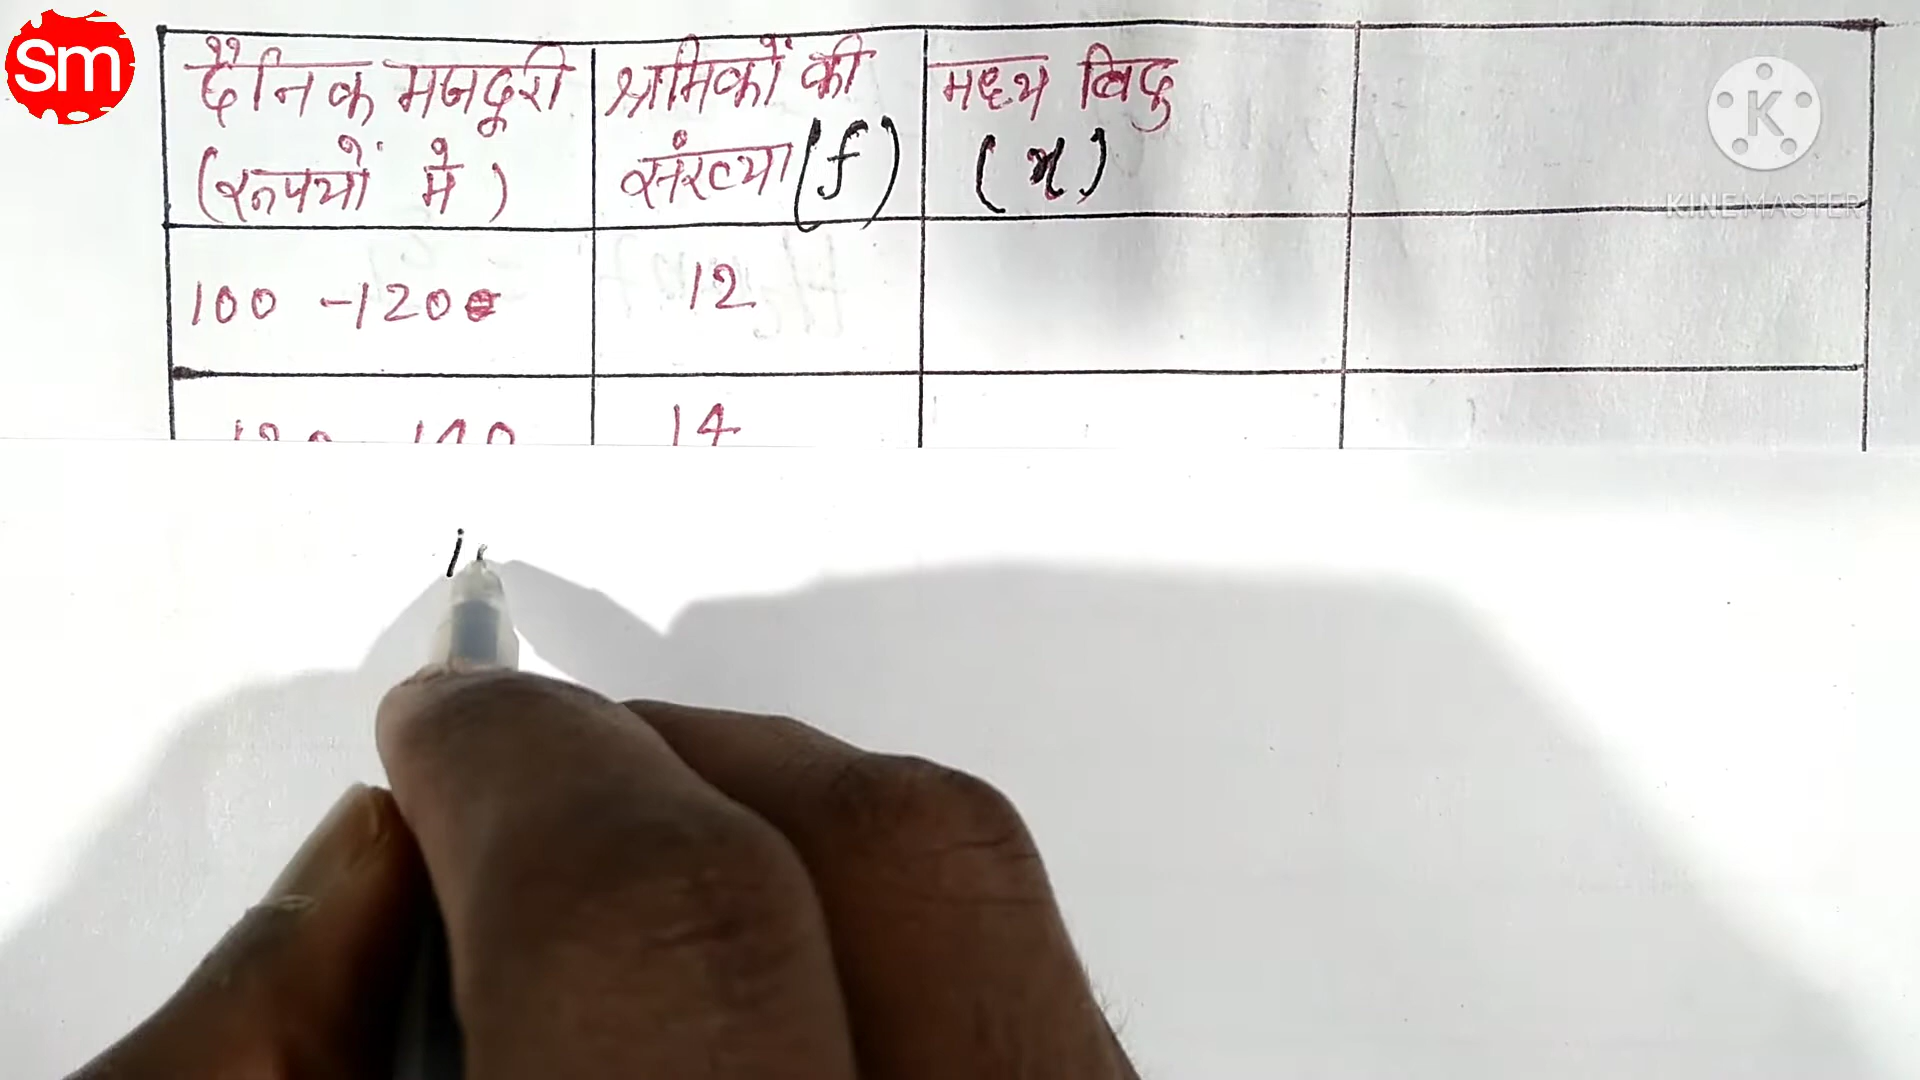 Sm
दैनिक मजदूरी
(रूपयों में)
श्रमिकों की
संख्या (f)
मध्य बिंदु
(x)
K
KINEMASTER
100 - 120
12
14